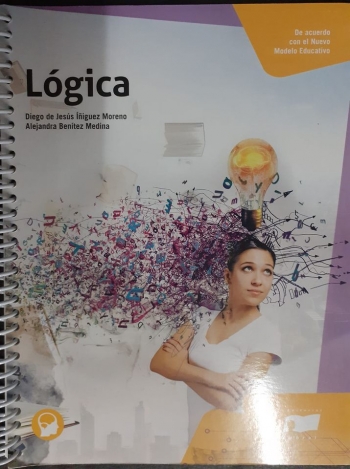 De acuerdo
con el Nuevo
Modelo Educativo
Lógica
Diego de Jesús Íñiguez Moreno
Alejandra Benítez Medina